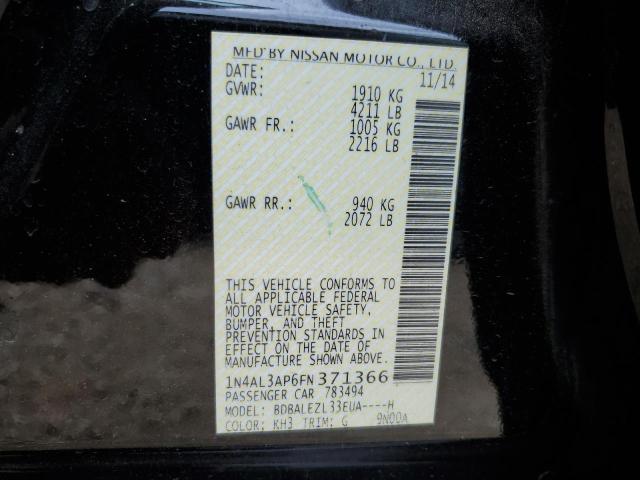 MFD BY NISSAN MOTOR CO., LTD.
DATE: 11/14
GVWR: 1910 KG
4211 LB
GAWR FR.: 1005 KG
2216 LB
GAWR RR.: 940 KG
2072 LB
THIS VEHICLE CONFORMS TO
ALL APPLICABLE FEDERAL
MOTOR VEHICLE SAFETY,
BUMPER, AND THEFT
PREVENTION STANDARDS IN
EFFECT ON THE DATE OF
MANUFACTURE SHOWN ABOVE.
1N4AL3AP6FN371366
PASSENGER CAR 783494
MODEL: BDBALEZL33EUA----H
COLOR; KH3 TRIM; G 9N00A